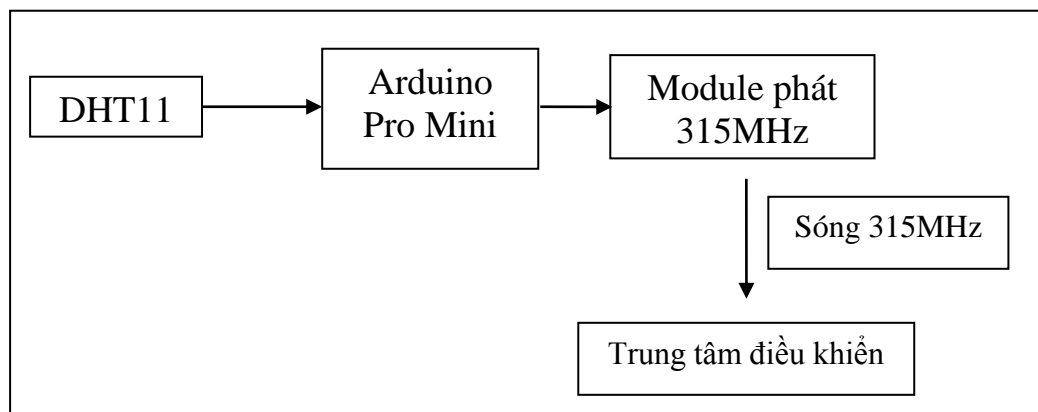 DHT11
Arduino
Pro Mini
Module phát
315MHz
Sóng 315MHz
Trung tâm điều khiển